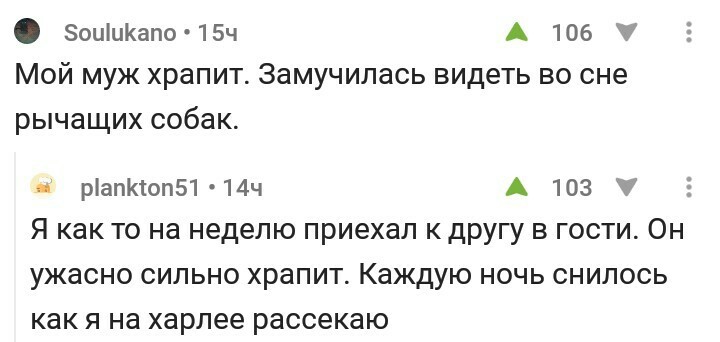 Soulukano • 15ч 106
Мой муж храпит. Замучилась видеть во сне
рычащих собак.
plankton51 • 14ч 103
Я как то на неделю приехал к другу в гости. Он
ужасно сильно храпит. Каждую ночь снилось
как я на харлее рассекаю